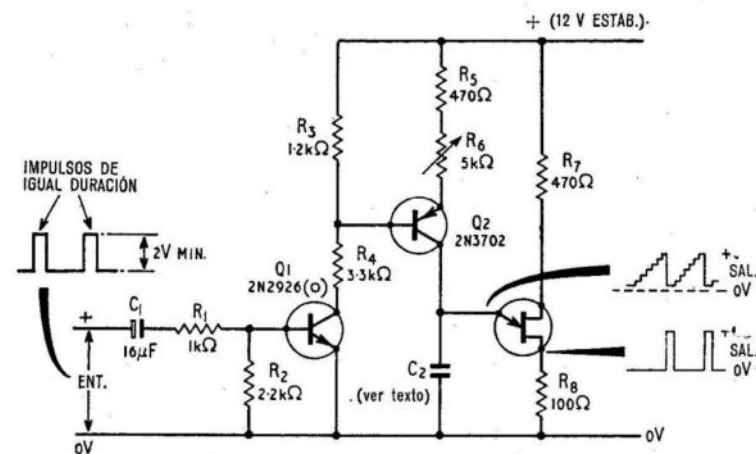 + (12 V ESTAB.).
R5
470Ω
R3
1.2kΩ
R6
5kΩ
R7
470Ω
IMPULSOS DE
IGUAL DURACIÓN
2V MIN.
Q2
2N3702
R4
3.3kΩ
Q1
2N2926(o)
+
SAL.
0V
+
C1
16μF
R1
1kΩ
+
SAL.
0V
ENT.
R2
2.2kΩ
C2
(ver texto)
R8
100Ω
0V
0V